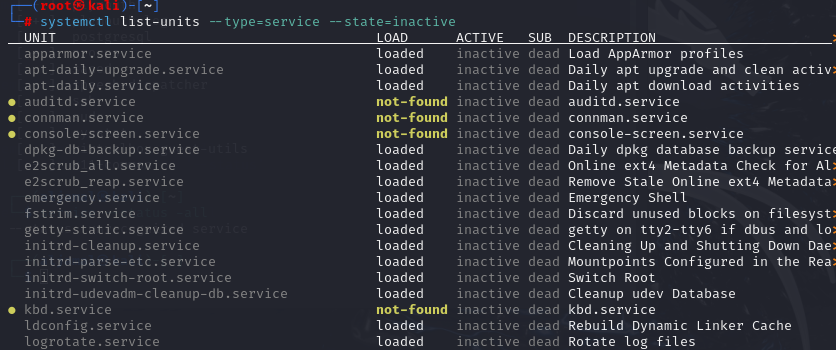 ┌──(root㉿kali)-[~]
└─# systemctl list-units --type=service --state=inactive
UNIT LOAD ACTIVE SUB DESCRIPTION >
apparmor.service loaded inactive dead Load AppArmor profiles
apt-daily-upgrade.service loaded inactive dead Daily apt upgrade and clean activ>
apt-daily.service loaded inactive dead Daily apt download activities
● auditd.service not-found inactive dead auditd.service
● connman.service not-found inactive dead connman.service
● console-screen.service not-found inactive dead console-screen.service
dpkg-db-backup.service loaded inactive dead Daily dpkg database backup service
e2scrub_all.service loaded inactive dead Online ext4 Metadata Check for Al>
e2scrub_reap.service loaded inactive dead Remove Stale Online ext4 Metadata>
emergency.service loaded inactive dead Emergency Shell
fstrim.service loaded inactive dead Discard unused blocks on filesyst>
getty-static.service loaded inactive dead getty on tty2-tty6 if dbus and lo>
initrd-cleanup.service loaded inactive dead Cleaning Up and Shutting Down Dae>
initrd-parse-etc.service loaded inactive dead Mountpoints Configured in the Rea>
initrd-switch-root.service loaded inactive dead Switch Root
initrd-udevadm-cleanup-db.service loaded inactive dead Cleanup udev Database
● kbd.service not-found inactive dead kbd.service
ldconfig.service loaded inactive dead Rebuild Dynamic Linker Cache
logrotate.service loaded inactive dead Rotate log files